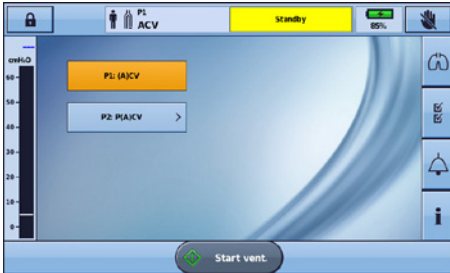 P1
ACV
Standby
85%
cmH₂O
60
50
40
30
20
10
0
P1: (A)CV
P2: P(A)CV
i
Start vent.